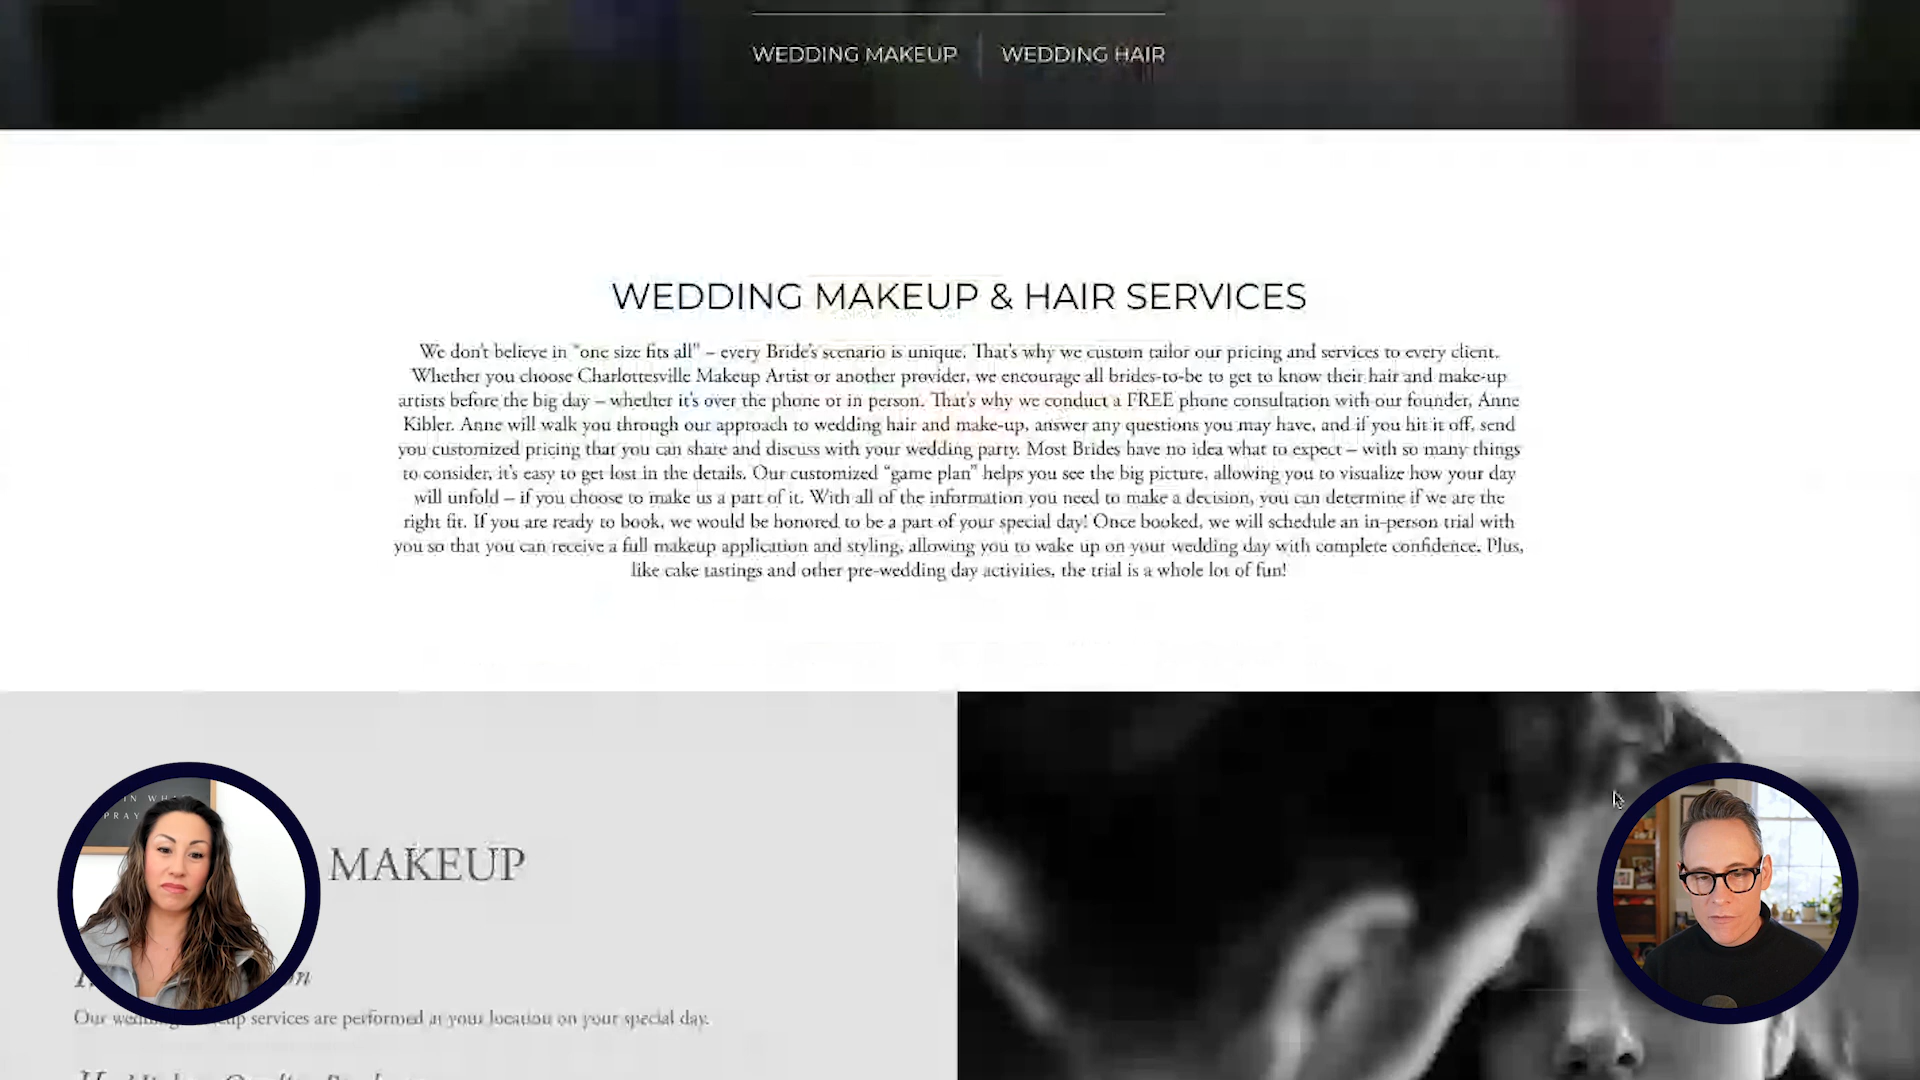 WEDDING MAKEUP | WEDDING HAIR
WEDDING MAKEUP & HAIR SERVICES
We don't believe in "one size fits all" – every Bride's scenario is unique. That's why we custom tailor our pricing and services to every client.
Whether you choose Charlottesville Makeup Artist or another provider, we encourage all brides-to-be to get to know their hair and make-up
artists before the big day – whether it's over the phone or in person. That's why we conduct a FREE phone consultation with our founder, Anne
Kibler. Anne will walk you through our approach to wedding hair and make-up, answer any questions you may have, and if you hit it off, send
you customized pricing that you can share and discuss with your wedding party. Most Brides have no idea what to expect – with so many things
to consider, it's easy to get lost in the details. Our customized "game plan" helps you see the big picture, allowing you to visualize how your day
will unfold – if you choose to make us a part of it. With all of the information you need to make a decision, you can determine if we are the
right fit. If you are ready to book, we would be honored to be a part of your special day! Once booked, we will schedule an in-person trial with
you so that you can receive a full makeup application and styling, allowing you to wake up on your wedding day with complete confidence. Plus,
like cake tastings and other pre-wedding day activities, the trial is a whole lot of fun!
IN
PRAY
MAKEUP
Our services are performed at your location on your special day.